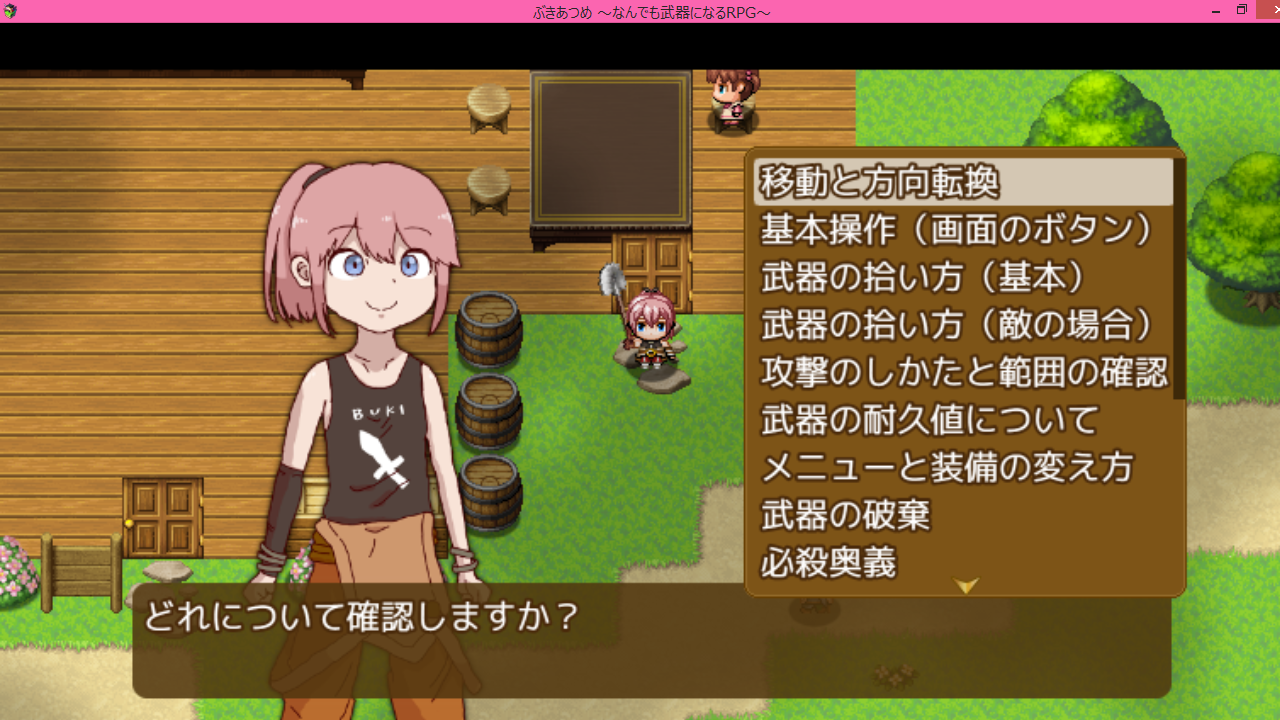 ぶきあつめ ～なんでも武器になるRPG～
移動と方向転換
基本操作（画面のボタン）
武器の拾い方（基本）
武器の拾い方（敵の場合）
攻撃のしかたと範囲の確認
武器の耐久値について
メニューと装備の変え方
武器の破棄
必殺奥義
BUKI
どれについて確認しますか？